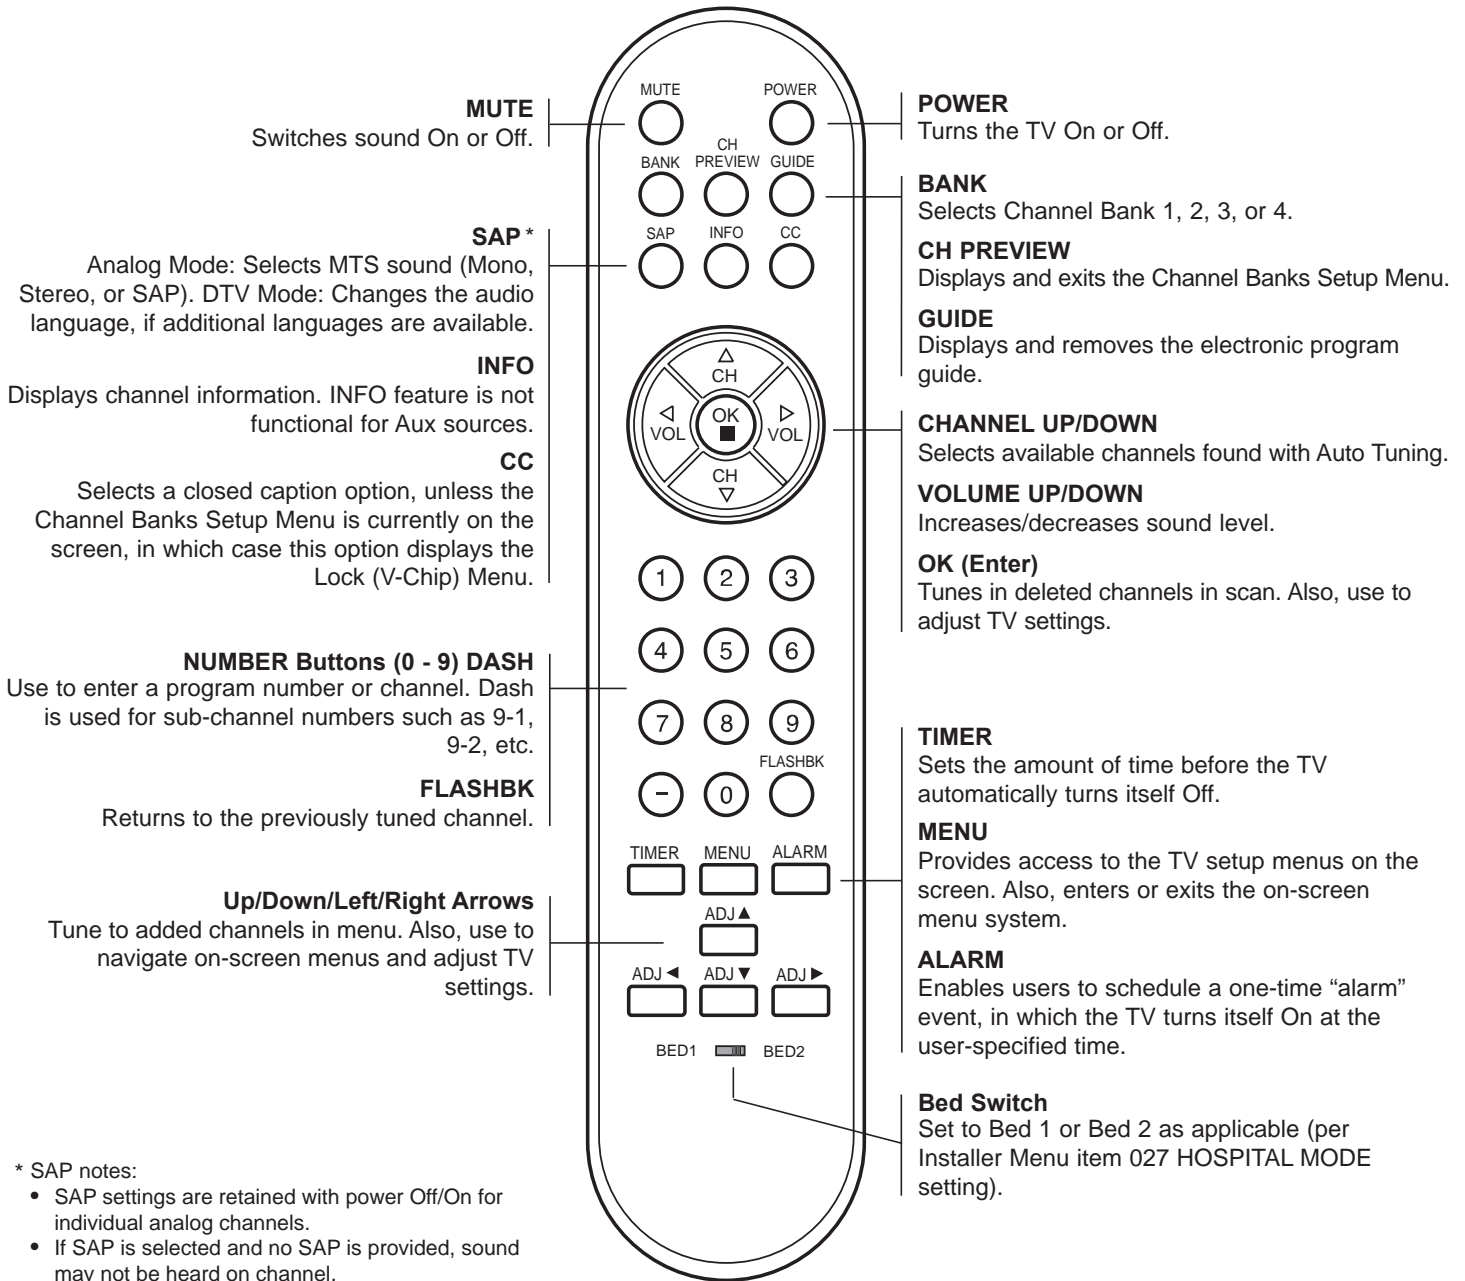 MUTE
Switches sound On or Off.
SAP *
Analog Mode: Selects MTS sound (Mono,
Stereo, or SAP). DTV Mode: Changes the audio
language, if additional languages are available.
INFO
Displays channel information. INFO feature is not
functional for Aux sources.
CC
Selects a closed caption option, unless the
Channel Banks Setup Menu is currently on the
screen, in which case this option displays the
Lock (V-Chip) Menu.
NUMBER Buttons (0 - 9) DASH
Use to enter a program number or channel. Dash
is used for sub-channel numbers such as 9-1,
9-2, etc.
FLASHBK
Returns to the previously tuned channel.
Up/Down/Left/Right Arrows
Tune to added channels in menu. Also, use to
navigate on-screen menus and adjust TV
settings.
* SAP notes:
• SAP settings are retained with power Off/On for
individual analog channels.
• If SAP is selected and no SAP is provided, sound
may not be heard on channel.
MUTE POWER
BANK CH PREVIEW GUIDE
SAP INFO CC
△
CH
◁ VOL OK ■ ▷ VOL
CH
▽
1 2 3
4 5 6
7 8 9
FLASHBK
– 0
TIMER MENU ALARM
ADJ ▲
ADJ ◀ ADJ ▼ ADJ ▶
BED1 BED2
POWER
Turns the TV On or Off.
BANK
Selects Channel Bank 1, 2, 3, or 4.
CH PREVIEW
Displays and exits the Channel Banks Setup Menu.
GUIDE
Displays and removes the electronic program
guide.
CHANNEL UP/DOWN
Selects available channels found with Auto Tuning.
VOLUME UP/DOWN
Increases/decreases sound level.
OK (Enter)
Tunes in deleted channels in scan. Also, use to
adjust TV settings.
TIMER
Sets the amount of time before the TV
automatically turns itself Off.
MENU
Provides access to the TV setup menus on the
screen. Also, enters or exits the on-screen
menu system.
ALARM
Enables users to schedule a one-time “alarm”
event, in which the TV turns itself On at the
user-specified time.
Bed Switch
Set to Bed 1 or Bed 2 as applicable (per
Installer Menu item 027 HOSPITAL MODE
setting).